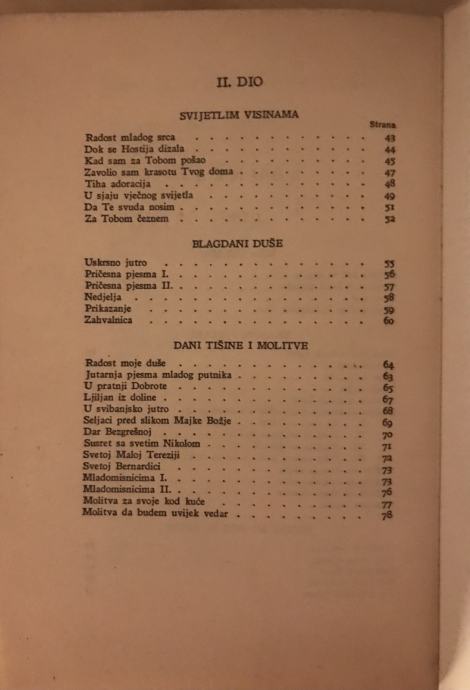 II. DIO
SVIJETLIM VISINAMA
Strana
Radost mladog srca . . . . . . . . . . . . 43
Dok se Hostija dizala . . . . . . . . . . . . 44
Kad sam za Tobom pošao . . . . . . . . . . 45
Zavolio sam krasotu Tvog doma . . . . . . . . . 47
Tiha adoracija . . . . . . . . . . . . . 48
U sjaju vječnog svijetla . . . . . . . . . . . 49
Da Te svuda nosim . . . . . . . . . . . . 51
Za Tobom čeznem . . . . . . . . . . . . 52
BLAGDANI DUŠE
Uskrsno jutro . . . . . . . . . . . . . 55
Pričesna pjesma I. . . . . . . . . . . . . 56
Pričesna pjesma II. . . . . . . . . . . . . 57
Nedjelja . . . . . . . . . . . . . . 58
Prikazanje . . . . . . . . . . . . . . 59
Zahvalnica . . . . . . . . . . . . . . 60
DANI TIŠINE I MOLITVE
Radost moje duše . . . . . . . . . . . . 64
Jutarnja pjesma mladog putnika . . . . . . . . . 63
U pratnji Dobrote . . . . . . . . . . . . 65
Ljiljan iz doline . . . . . . . . . . . . . 67
U svibanjsko jutro . . . . . . . . . . . . 68
Seljaci pred slikom Majke Božje . . . . . . . . . 69
Dar Bezgrešnoj . . . . . . . . . . . . . 70
Susret sa svetim Nikolom . . . . . . . . . . 71
Svetoj Maloj Tereziji . . . . . . . . . . . 72
Svetoj Bernardici . . . . . . . . . . . . 73
Mladomisnicima I. . . . . . . . . . . . . 73
Mladomisnicima II. . . . . . . . . . . . . 76
Molitva za svoje kod kuće . . . . . . . . . . 77
Molitva da budem uvijek vedar . . . . . . . . . 78